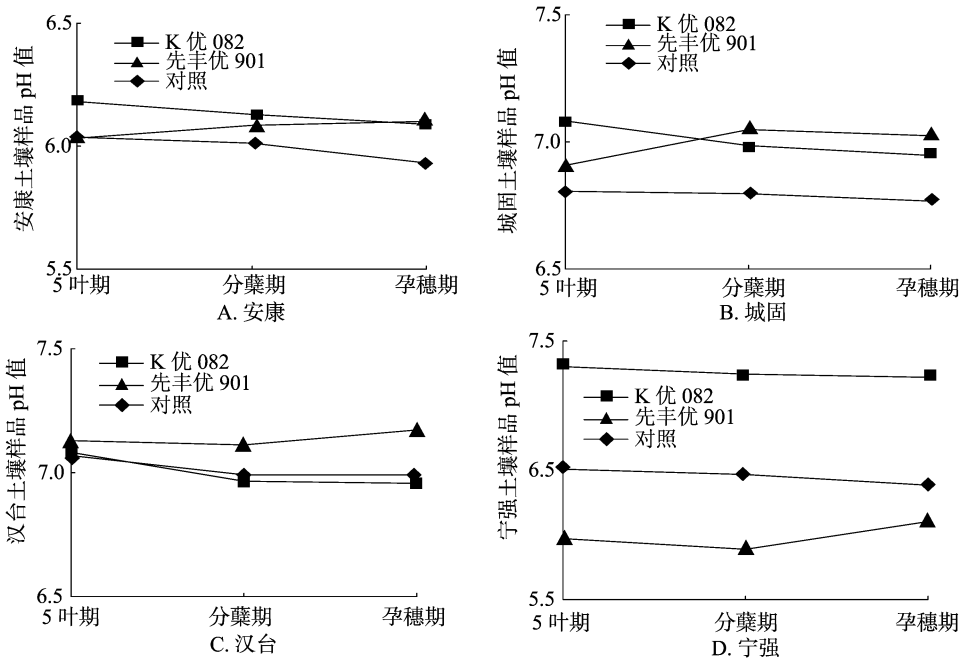 6.5
K 优 082
先丰优 901
对照
6.0
5.5
安康土壤样品 pH 值
5 叶期
分蘖期
孕穗期
A. 安康
7.5
K 优 082
先丰优 901
对照
7.0
6.5
城固土壤样品 pH 值
5 叶期
分蘖期
孕穗期
B. 城固
7.5
K 优 082
先丰优 901
对照
7.0
6.5
汉台土壤样品 pH 值
5 叶期
分蘖期
孕穗期
C. 汉台
7.5
K 优 082
先丰优 901
对照
6.5
5.5
宁强土壤样品 pH 值
5 叶期
分蘖期
孕穗期
D. 宁强